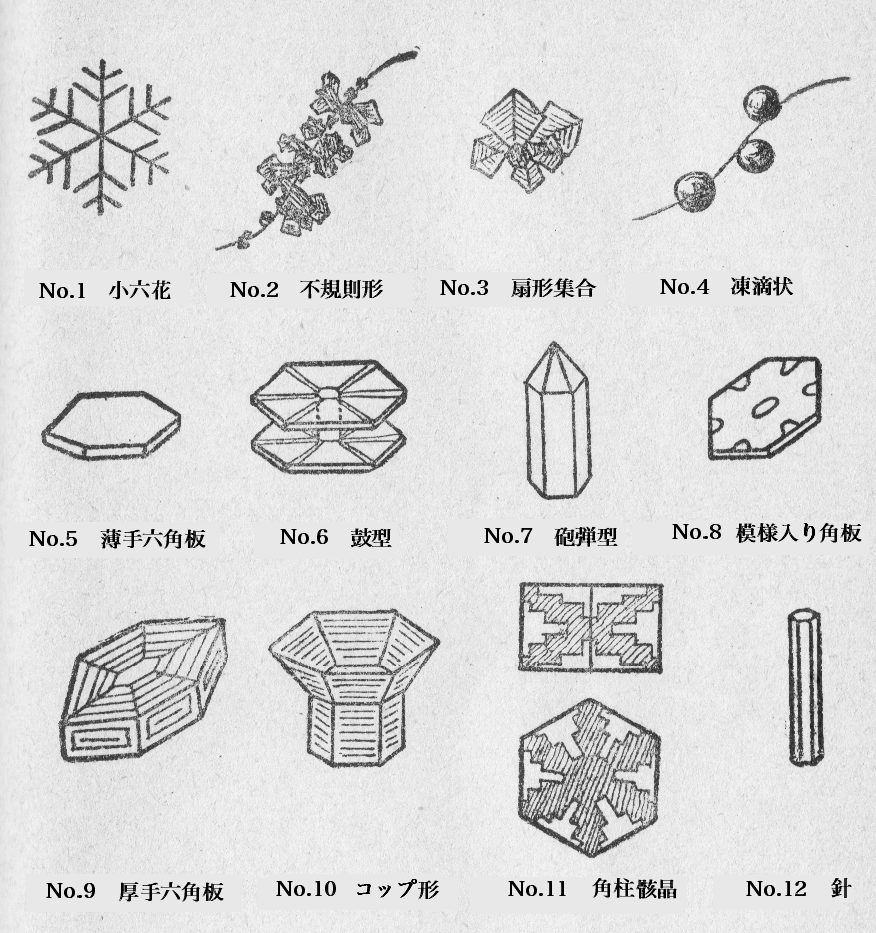 No.1 小六花
No.2 不規則形
No.3 扇形集合
No.4 凍滴状
No.5 薄手六角板
No.6 鼓型
No.7 砲弾型
No.8 模様入り角板
No.9 厚手六角板
No.10 コップ形
No.11 角柱骸晶
No.12 針